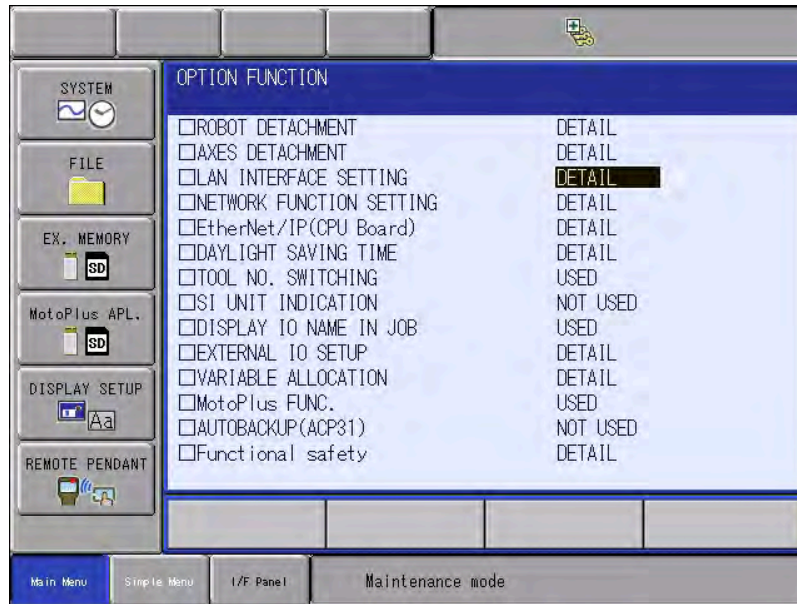 SYSTEM
FILE
EX. MEMORY
SD
MotoPlus APL.
SD
DISPLAY SETUP
Aa
REMOTE PENDANT
OPTION FUNCTION
□ROBOT DETACHMENT DETAIL
□AXES DETACHMENT DETAIL
□LAN INTERFACE SETTING DETAIL
□NETWORK FUNCTION SETTING DETAIL
□EtherNet/IP(CPU Board) DETAIL
□DAYLIGHT SAVING TIME DETAIL
□TOOL NO. SWITCHING USED
□SI UNIT INDICATION NOT USED
□DISPLAY IO NAME IN JOB USED
□EXTERNAL IO SETUP DETAIL
□VARIABLE ALLOCATION DETAIL
□MotoPlus FUNC. USED
□AUTOBACKUP(ACP31) NOT USED
□Functional safety DETAIL
Main Menu Simple Menu I/F Panel Maintenance mode